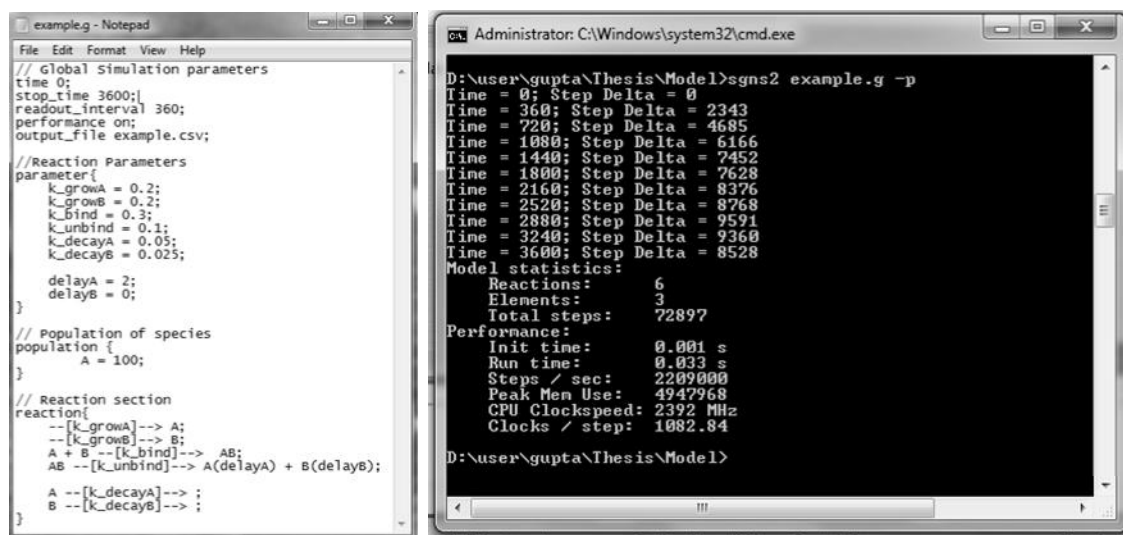 example.g - Notepad
File Edit Format View Help
// Global Simulation parameters
time 0;
stop_time 3600;
readout_interval 360;
performance on;
output_file example.csv;
//Reaction Parameters
parameter{
k_growA = 0.2;
k_growB = 0.2;
k_bind = 0.3;
k_unbind = 0.1;
k_decayA = 0.05;
k_decayB = 0.025;
delayA = 2;
delayB = 0;
}
// Population of species
population {
A = 100;
}
// Reaction section
reaction{
--[k_growA]--> A;
--[k_growB]--> B;
A + B --[k_bind]--> AB;
AB --[k_unbind]--> A(delayA) + B(delayB);
A --[k_decayA]--> ;
B --[k_decayB]--> ;
}
Administrator: C:\Windows\system32\cmd.exe
D:\user\gupta\Thesis\Model>sgns2 example.g -p
Time = 0; Step Delta = 0
Time = 360; Step Delta = 2343
Time = 720; Step Delta = 4685
Time = 1080; Step Delta = 6166
Time = 1440; Step Delta = 7452
Time = 1800; Step Delta = 7628
Time = 2160; Step Delta = 8376
Time = 2520; Step Delta = 8768
Time = 2880; Step Delta = 9591
Time = 3240; Step Delta = 9360
Time = 3600; Step Delta = 8528
Model statistics:
Reactions: 6
Elements: 3
Total steps: 72897
Performance:
Init time: 0.001 s
Run time: 0.033 s
Steps / sec: 2209000
Peak Mem Use: 4947968
CPU Clockspeed: 2392 MHz
Clocks / step: 1082.84
D:\user\gupta\Thesis\Model>